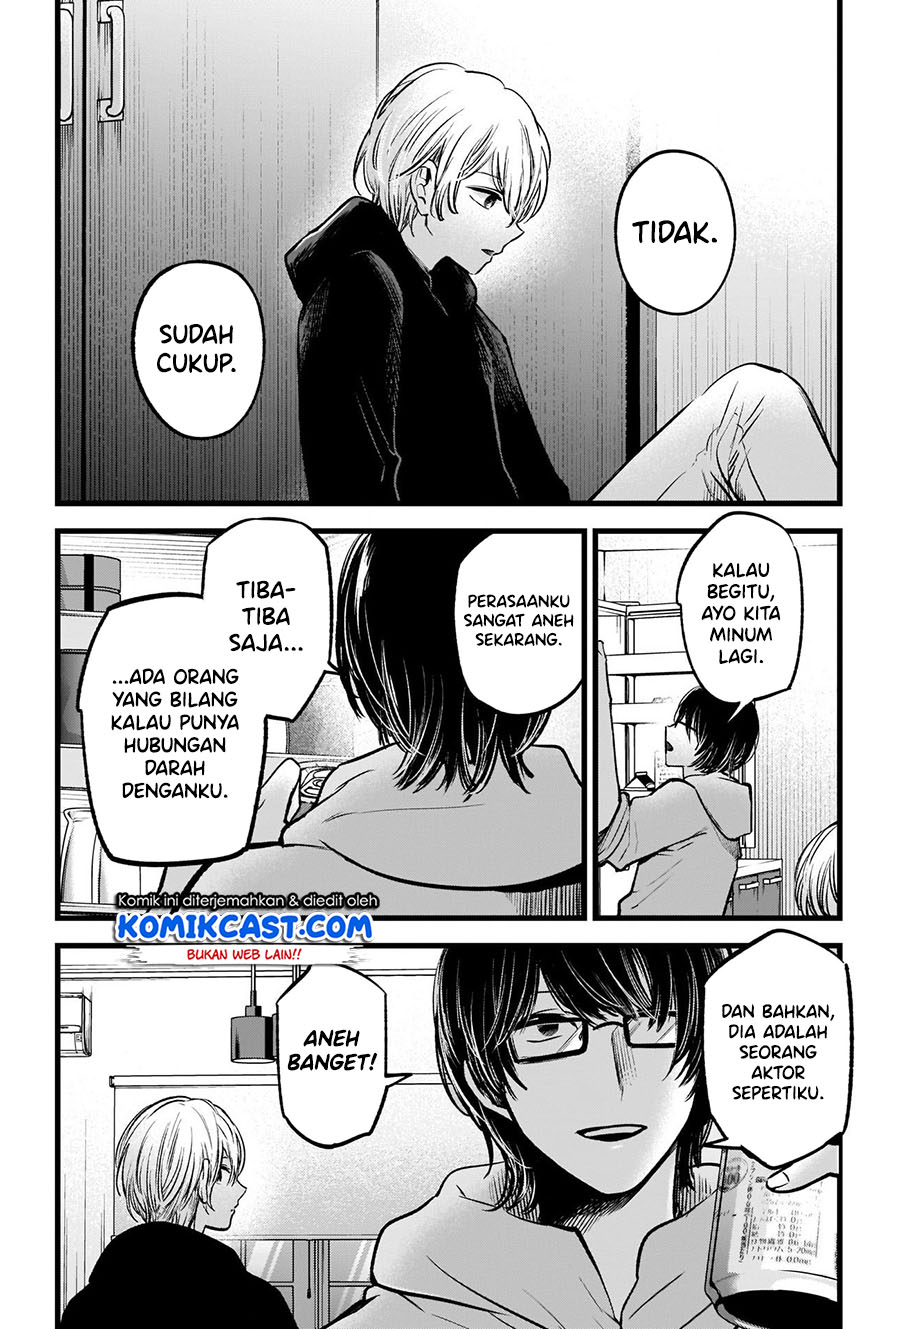 TIDAK.
SUDAH
CUKUP.
KALAU
BEGITU,
AYO KITA
MINUM
LAGI.
PERASAANKU
SANGAT ANEH
SEKARANG.
TIBA-
TIBA
SAJA...
...ADA ORANG
YANG BILANG
KALAU PUNYA
HUBUNGAN
DARAH
DENGANKU.
Komik ini diterjemahkan & diedit oleh
KOMIKCAST.COM
BUKAN WEB LAIN!!
DAN BAHKAN,
DIA ADALAH
SEORANG
AKTOR
SEPERTIKU.
ANEH
BANGET!